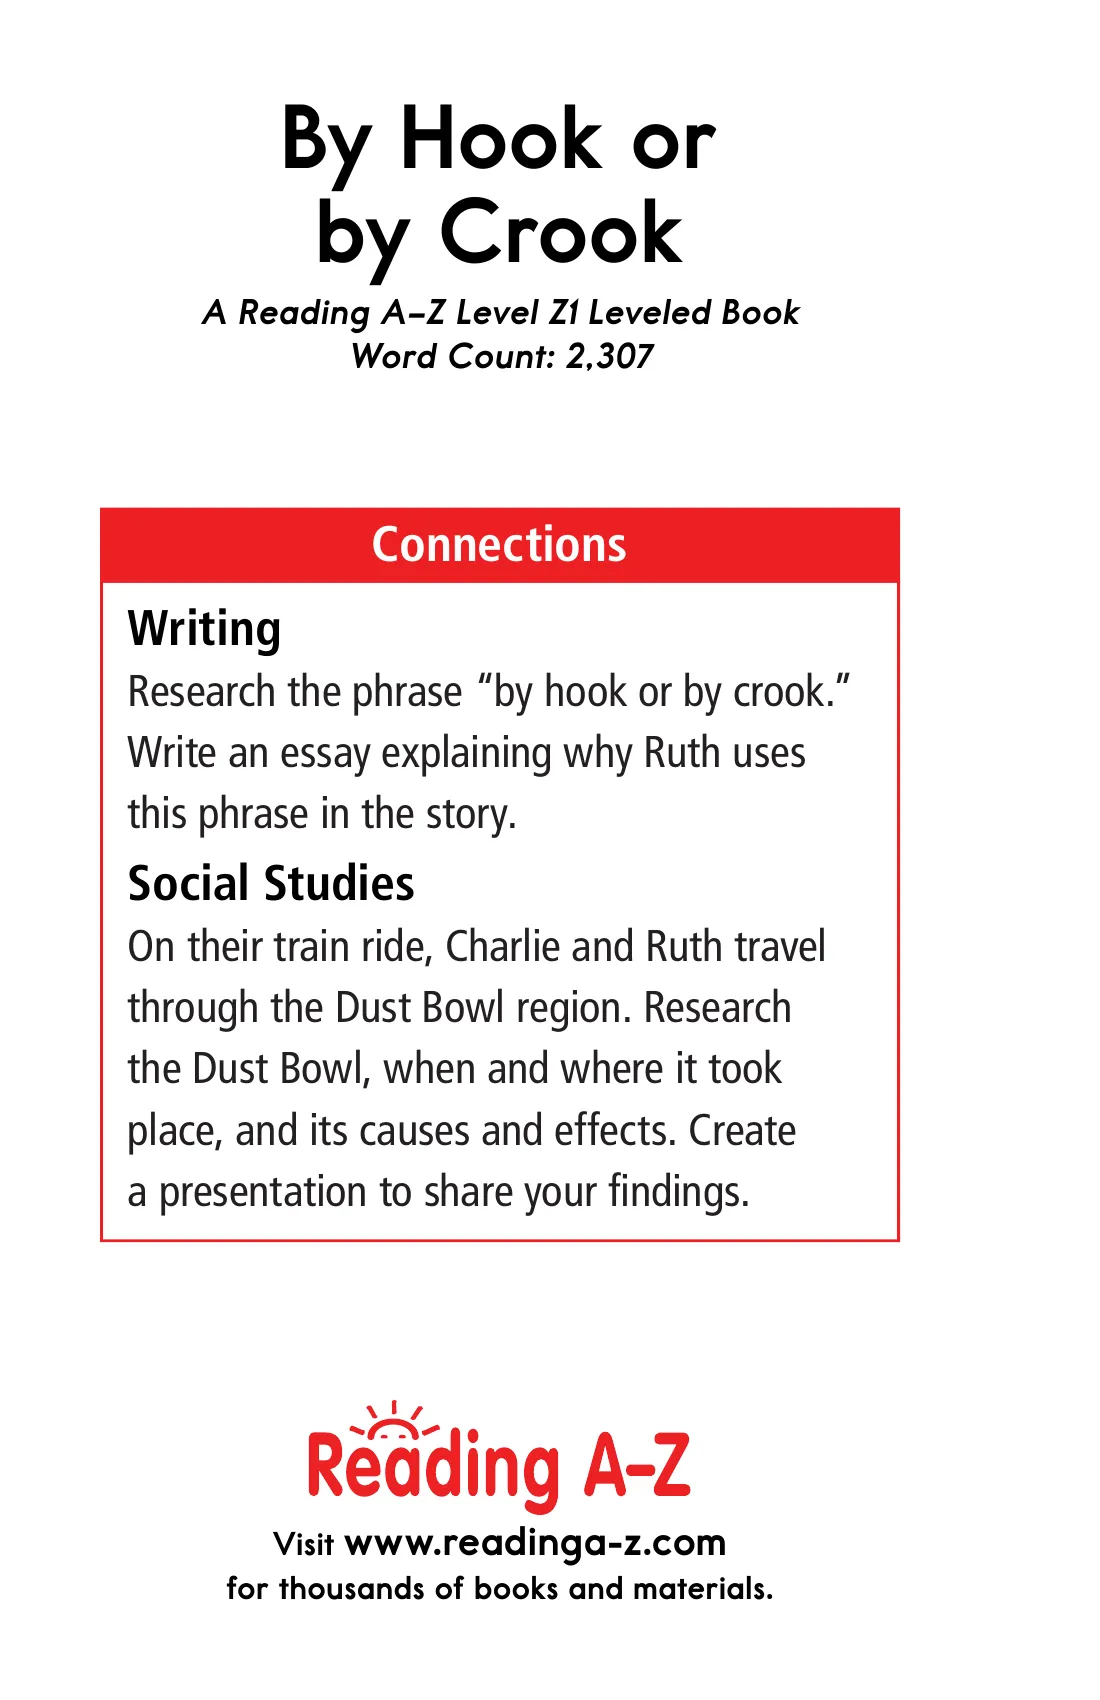 By Hook or
by Crook
A Reading A–Z Level Z1 Leveled Book
Word Count: 2,307
Connections
Writing
Research the phrase “by hook or by crook.”
Write an essay explaining why Ruth uses
this phrase in the story.
Social Studies
On their train ride, Charlie and Ruth travel
through the Dust Bowl region. Research
the Dust Bowl, when and where it took
place, and its causes and effects. Create
a presentation to share your findings.
Reading A–Z
Visit www.readinga-z.com
for thousands of books and materials.